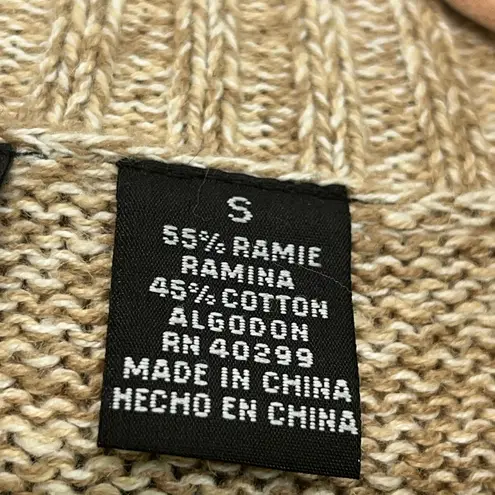 S
55% RAMIE
RAMINA
45% COTTON
ALGODON
RN 40299
MADE IN CHINA
HECHO EN CHINA